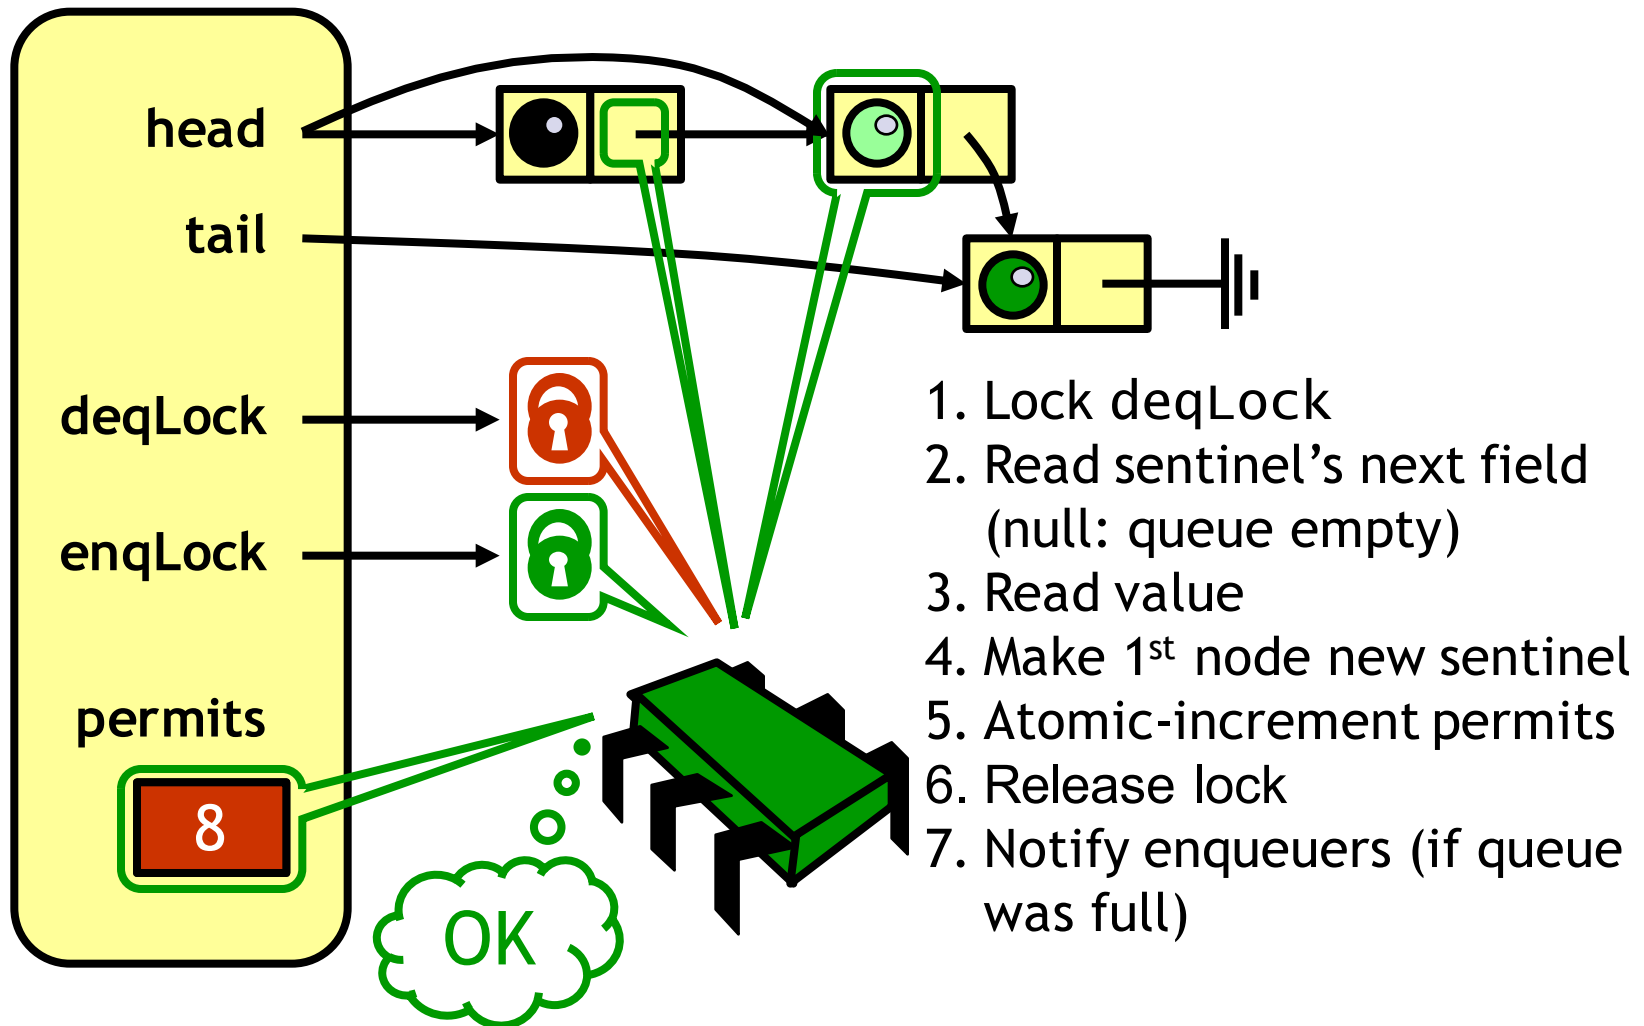 head
tail
deqLock
enqLock
permits
8
OK
1. Lock deqLock
2. Read sentinel’s next field
(null: queue empty)
3. Read value
4. Make 1st node new sentinel
5. Atomic-increment permits
6. Release lock
7. Notify enqueuers (if queue
was full)